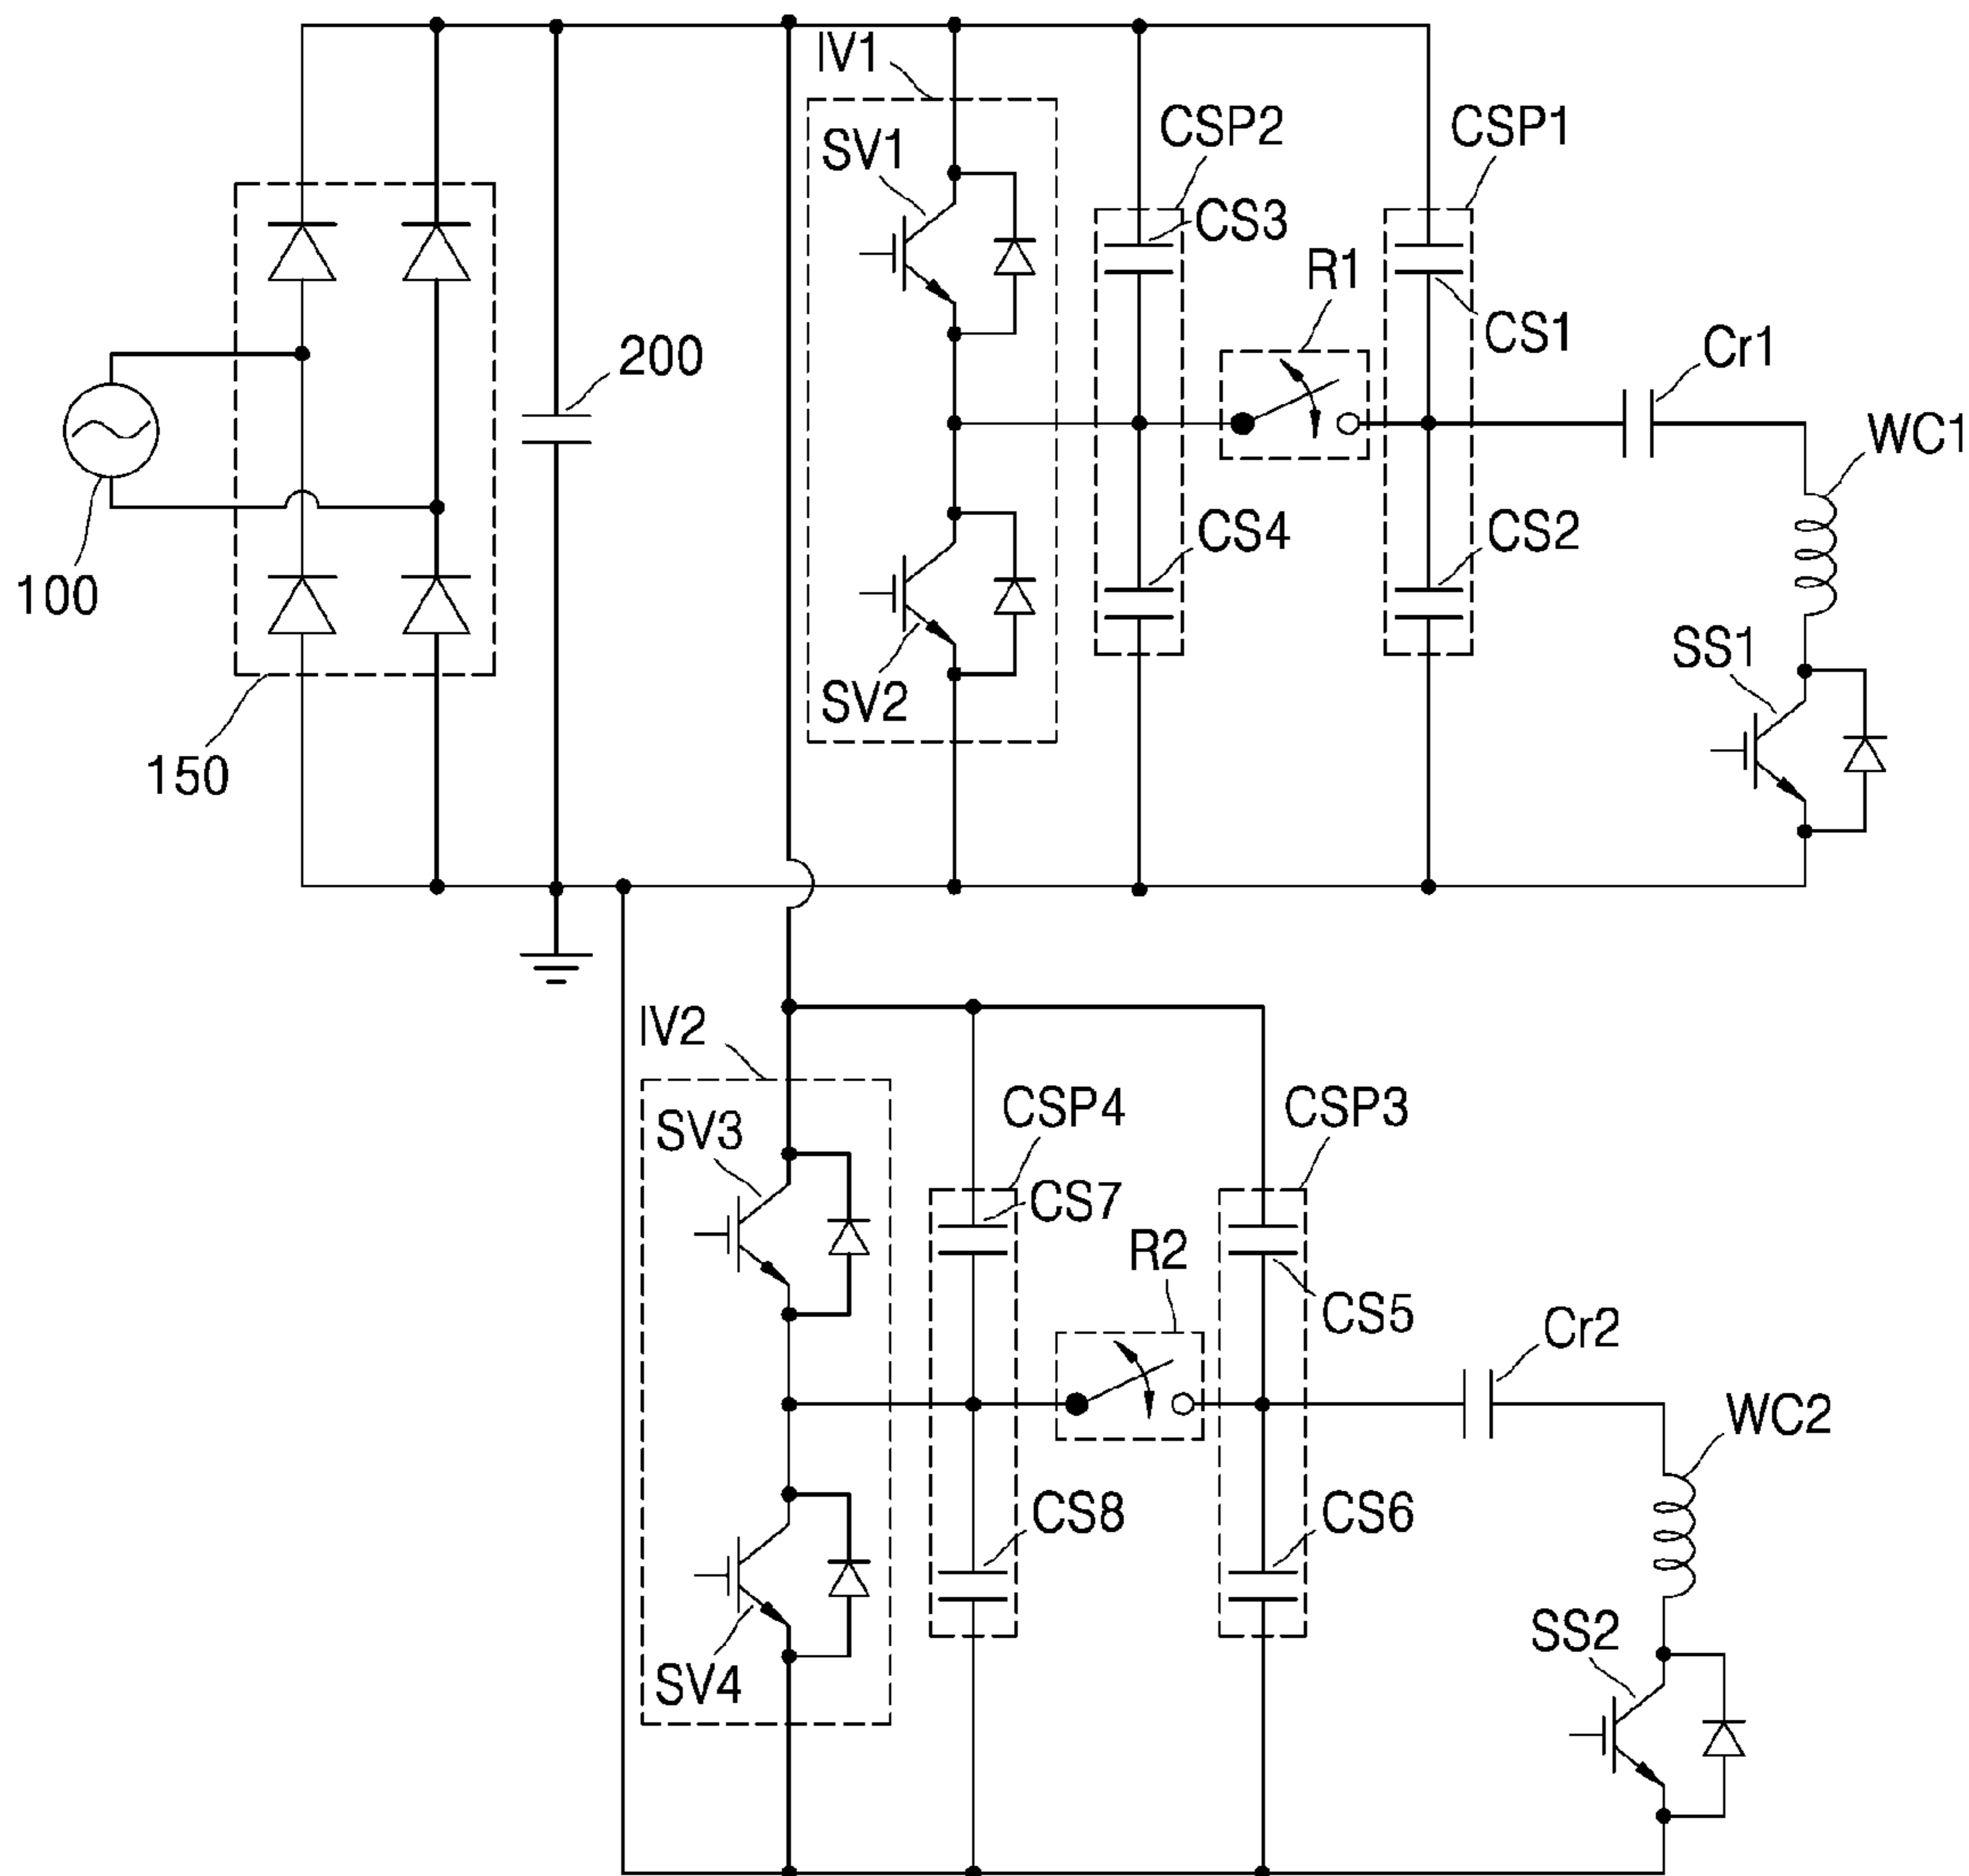 IV1
SV1
CSP2
CSP1
CS3
R1
CS1
200
Cr1
WC1
CS4
CS2
100
SS1
SV2
150
IV2
CSP4
CSP3
SV3
CS7
R2
CS5
Cr2
WC2
CS8
CS6
SS2
SV4